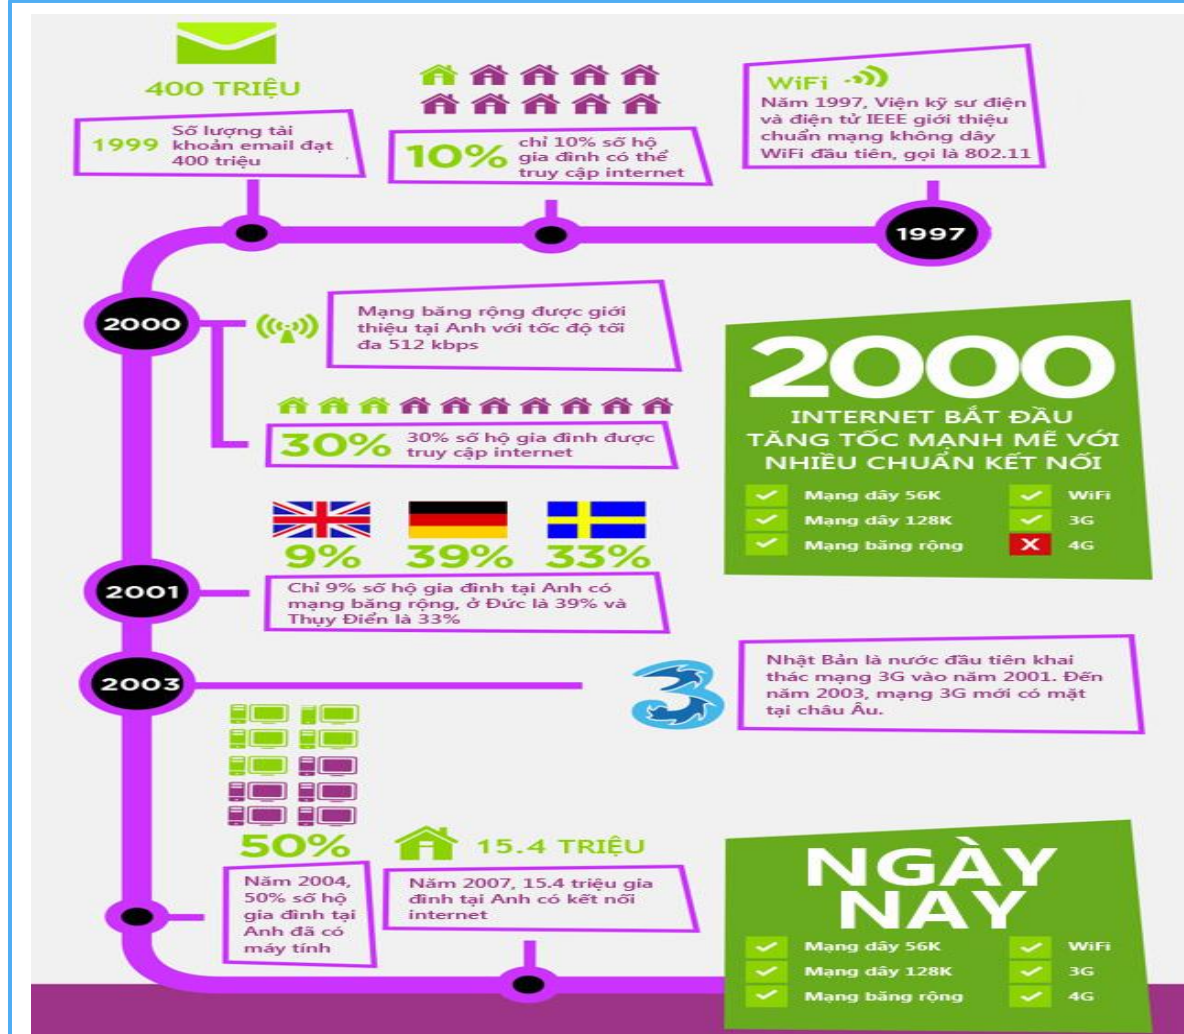 400 TRIỆU
1999
Số lượng tài
khoản email đạt
400 triệu
10%
chỉ 10% số hộ
gia đình có thể
truy cập internet
WiFi
Năm 1997, Viện kỹ sư điện
và điện tử IEEE giới thiệu
chuẩn mạng không dây
WiFi đầu tiên, gọi là 802.11
1997
2000
Mạng băng rộng được giới
thiệu tại Anh với tốc độ tối
đa 512 kbps
30%
30% số hộ gia đình được
truy cập internet
2000
INTERNET BẮT ĐẦU
TĂNG TỐC MẠNH MẼ VỚI
NHIỀU CHUẨN KẾT NỐI
Mạng dây 56K
WiFi
Mạng dây 128K
3G
Mạng băng rộng
4G
9% 39% 33%
2001
Chỉ 9% số hộ gia đình tại Anh có
mạng băng rộng, ở Đức là 39% và
Thụy Điển là 33%
2003
3
Nhật Bản là nước đầu tiên khai
thác mạng 3G vào năm 2001. Đến
năm 2003, mạng 3G mới có mặt
tại châu Âu.
50%
Năm 2004,
50% số hộ
gia đình tại
Anh đã có
máy tính
15.4 TRIỆU
Năm 2007, 15.4 triệu gia
đình tại Anh có kết nối
internet
NGÀY
NAY
Mạng dây 56K
WiFi
Mạng dây 128K
3G
Mạng băng rộng
4G